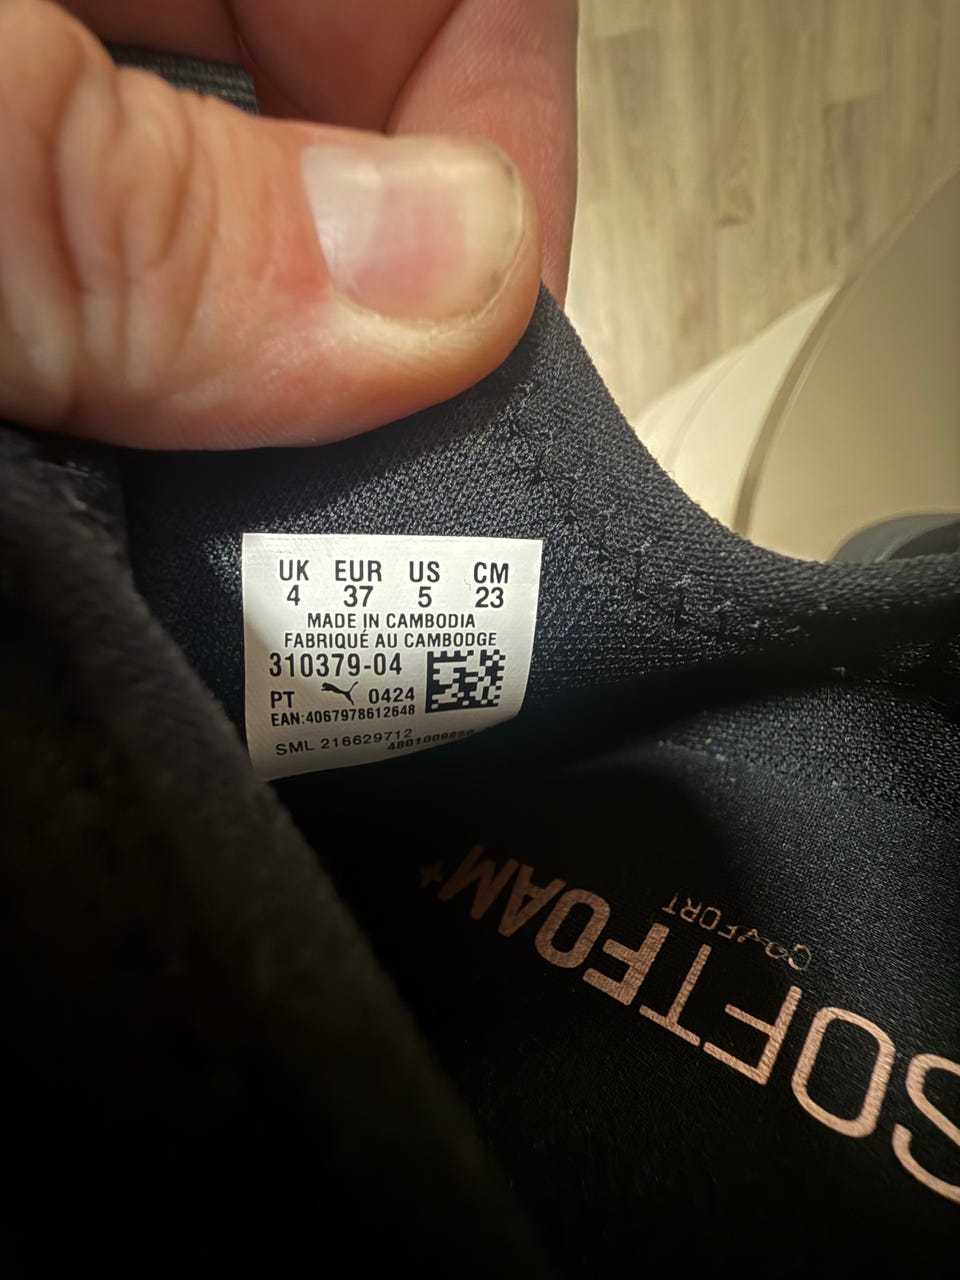 UK EUR US CM
4 37 5 23
MADE IN CAMBODIA
FABRIQUÉ AU CAMBODGE
310379-04
PT 0424
EAN:4067978612648
SML 216629712
SOFTFOAM+
COMFORT